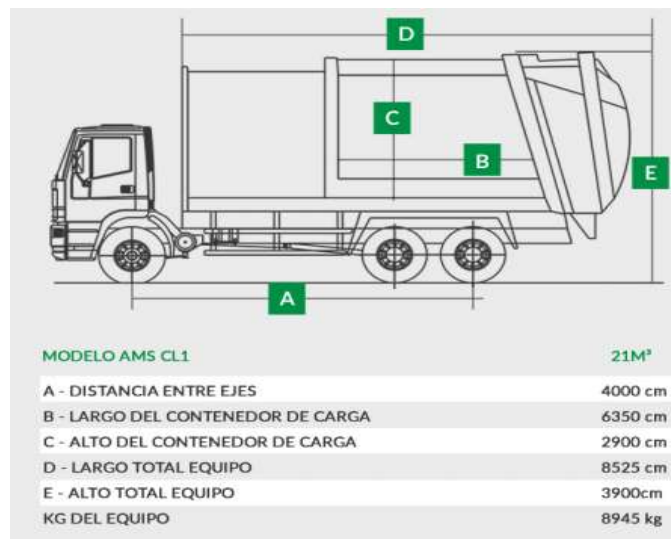 D
C
B
E
A
MODELO AMS CL1 21M³
A - DISTANCIA ENTRE EJES 4000 cm
B - LARGO DEL CONTENEDOR DE CARGA 6350 cm
C - ALTO DEL CONTENEDOR DE CARGA 2900 cm
D - LARGO TOTAL EQUIPO 8525 cm
E - ALTO TOTAL EQUIPO 3900cm
KG DEL EQUIPO 8945 kg